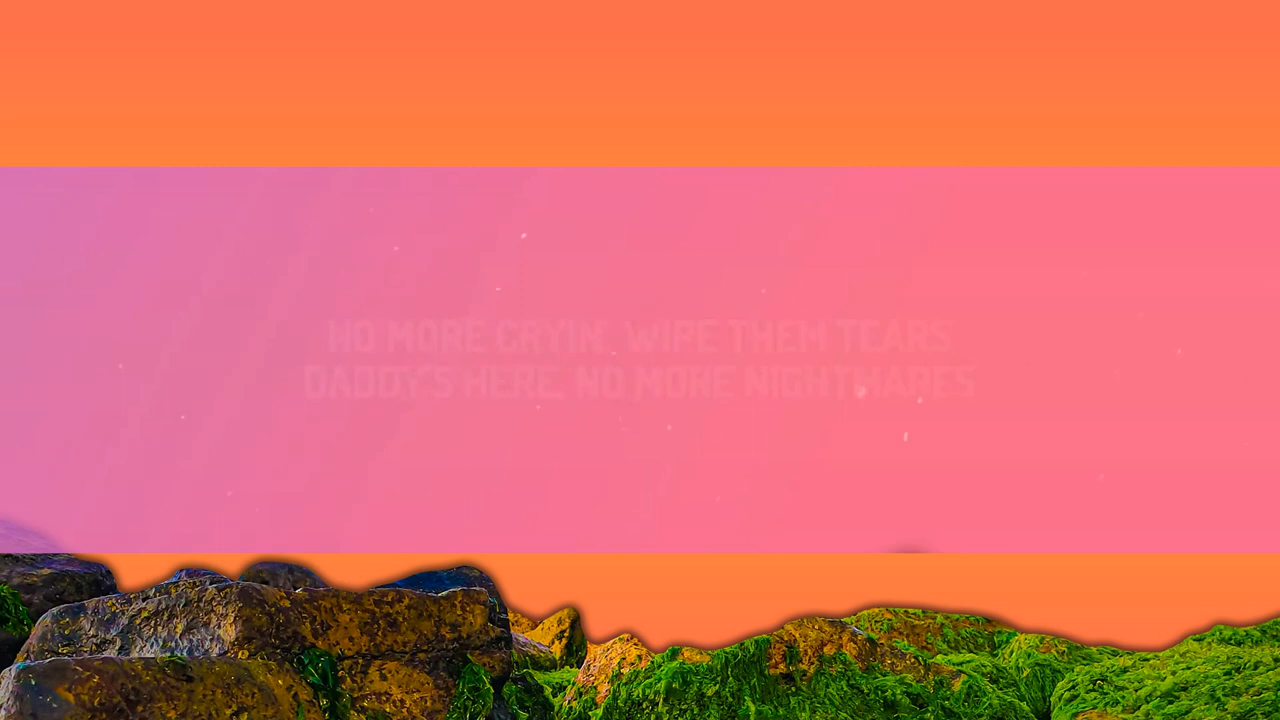 NO MORE CRYIN, WIPE THEM TEARS
DADDY'S HERE, NO MORE NIGHTMARES